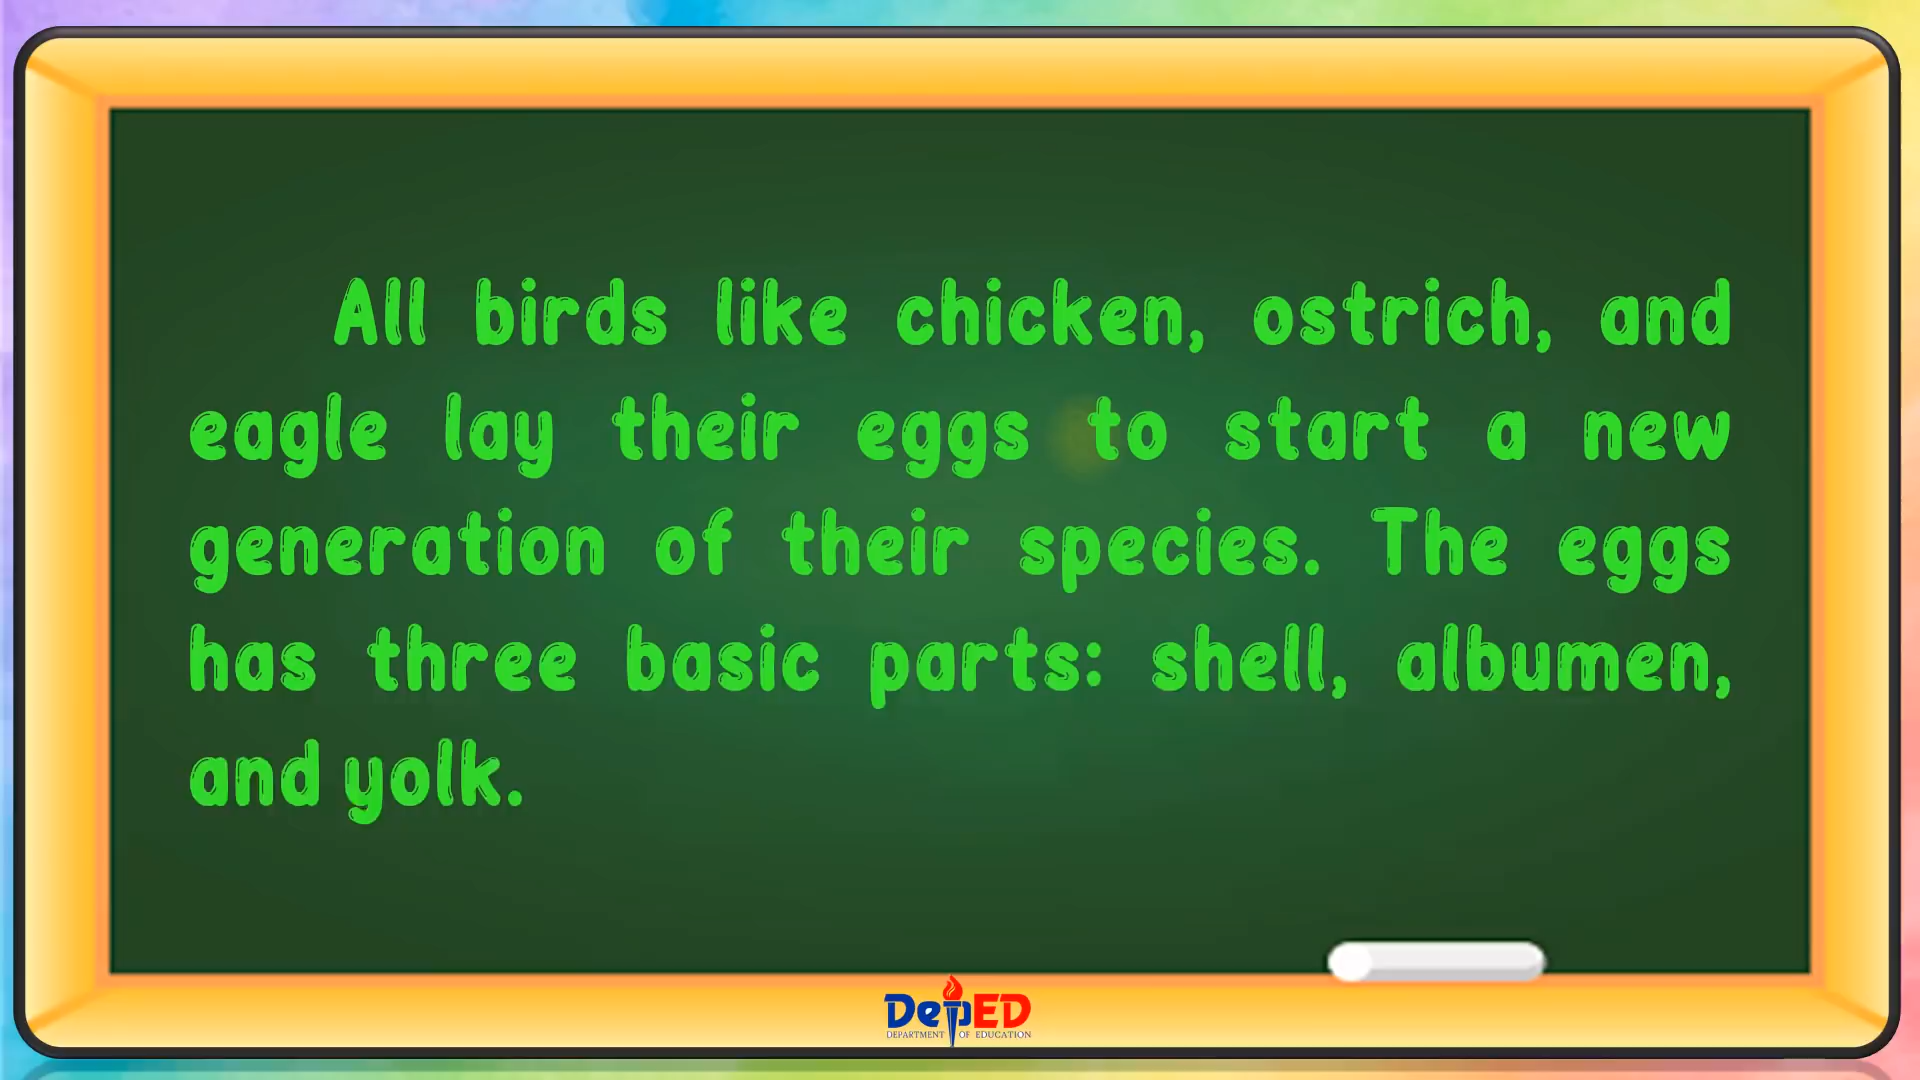 All birds like chicken, ostrich, and
eagle lay their eggs to start a new
generation of their species. The eggs
has three basic parts: shell, albumen,
and yolk.
DepED
DEPARTMENT OF EDUCATION